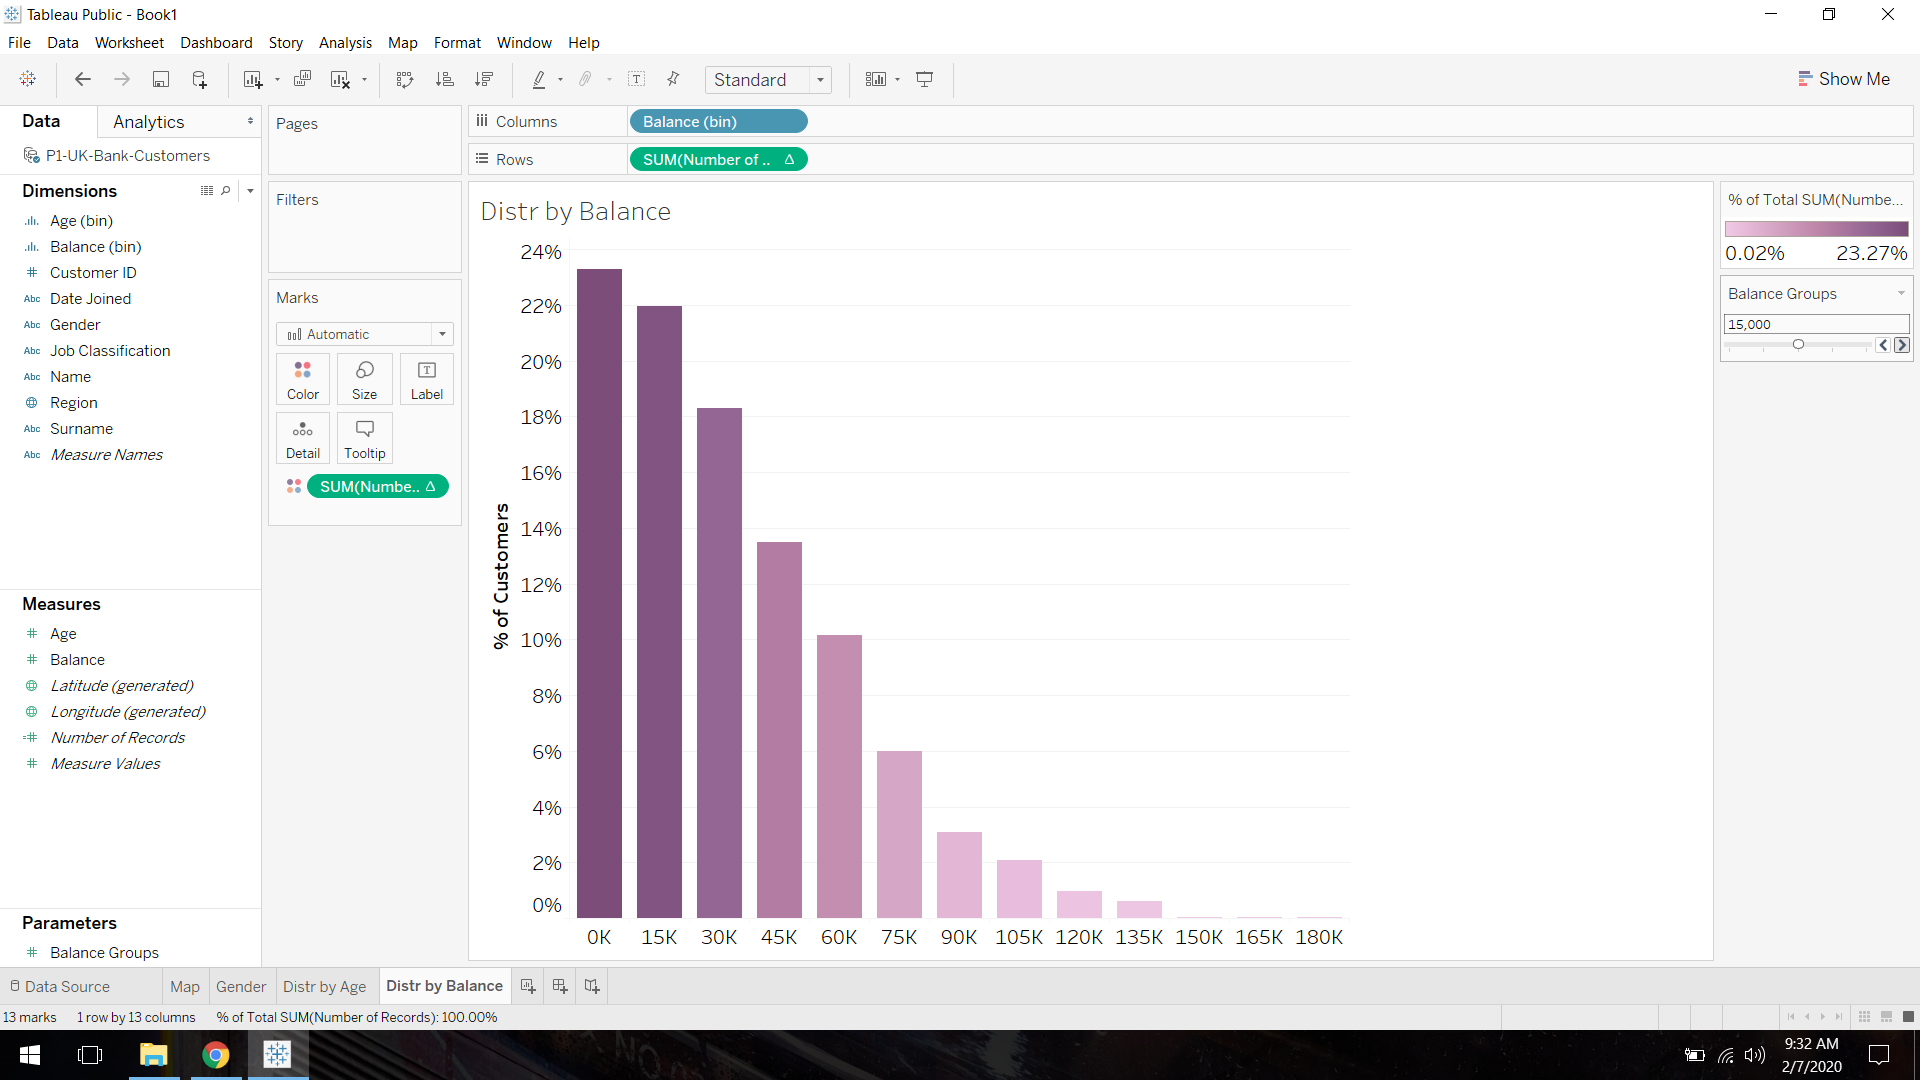 Tableau Public - Book1
File Data Worksheet Dashboard Story Analysis Map Format Window Help
Standard
Show Me
Data Analytics
P1-UK-Bank-Customers
Dimensions
Age (bin)
Balance (bin)
Customer ID
Abc Date Joined
Abc Gender
Abc Job Classification
Abc Name
Region
Abc Surname
Abc Measure Names
Measures
Age
Balance
Latitude (generated)
Longitude (generated)
Number of Records
Measure Values
Parameters
Balance Groups
Pages
Filters
Marks
Automatic
Color Size Label
Detail Tooltip
SUM(Numbe.. Δ
Columns Balance (bin)
Rows SUM(Number of .. Δ
Distr by Balance
% of Customers
24%
22%
20%
18%
16%
14%
12%
10%
8%
6%
4%
2%
0%
0K 15K 30K 45K 60K 75K 90K 105K 120K 135K 150K 165K 180K
% of Total SUM(Numbe...
0.02% 23.27%
Balance Groups
15,000
Data Source Map Gender Distr by Age Distr by Balance
13 marks 1 row by 13 columns % of Total SUM(Number of Records): 100.00%
9:32 AM
2/7/2020